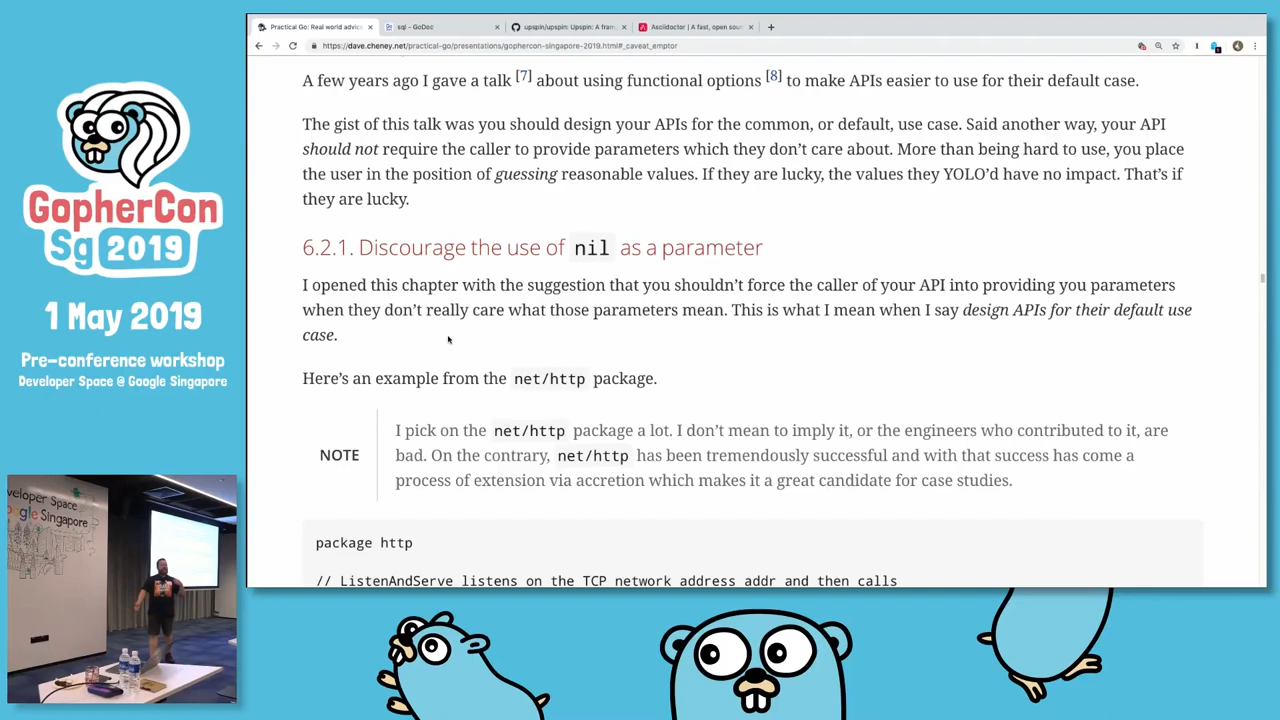 Practical Go: Real world advic
sql - GoDoc
upspin/upspin: Upspin: A fram
Asciidoctor | A fast, open sou
https://dave.cheney.net/practical-go/presentations/gophercon-singapore-2019.html#_caveat_emptor
A few years ago I gave a talk [7] about using functional options [8] to make APIs easier to use for their default case.
The gist of this talk was you should design your APIs for the common, or default, use case. Said another way, your API
should not require the caller to provide parameters which they don’t care about. More than being hard to use, you place
the user in the position of guessing reasonable values. If they are lucky, the values they YOLO’d have no impact. That’s if
they are lucky.
6.2.1. Discourage the use of nil as a parameter
I opened this chapter with the suggestion that you shouldn’t force the caller of your API into providing you parameters
when they don’t really care what those parameters mean. This is what I mean when I say design APIs for their default use
case.
Here’s an example from the net/http package.
NOTE
I pick on the net/http package a lot. I don’t mean to imply it, or the engineers who contributed to it, are
bad. On the contrary, net/http has been tremendously successful and with that success has come a
process of extension via accretion which makes it a great candidate for case studies.
package http
// ListenAndServe listens on the TCP network address addr and then calls
GopherCon
Sg 2019
1 May 2019
Pre-conference workshop
Developer Space @ Google Singapore
veloper Space
Google Singapore